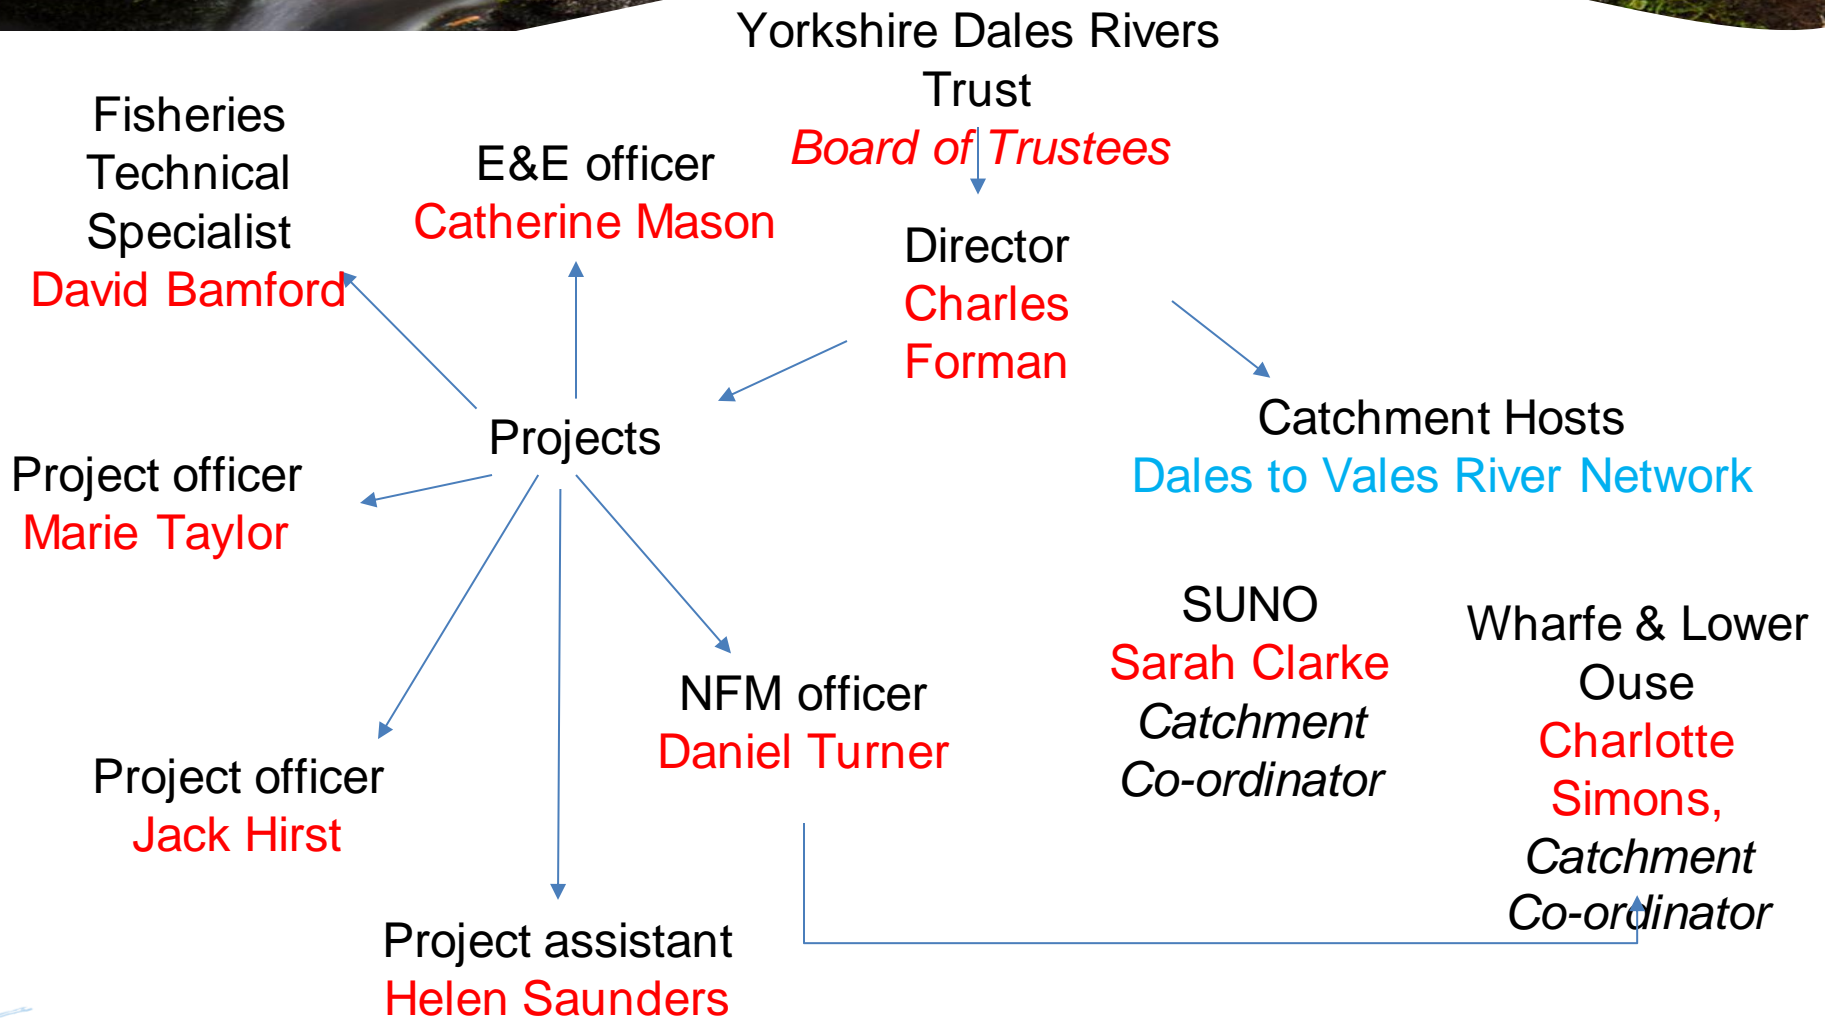 Yorkshire Dales Rivers
Trust
Board of Trustees
Fisheries
Technical
Specialist
David Bamford
E&E officer
Catherine Mason
Director
Charles
Forman
Projects
Catchment Hosts
Dales to Vales River Network
Project officer
Marie Taylor
SUNO
Sarah Clarke
Catchment
Co-ordinator
Wharfe & Lower
Ouse
Charlotte
Simons,
Catchment
Co-ordinator
NFM officer
Daniel Turner
Project officer
Jack Hirst
Project assistant
Helen Saunders